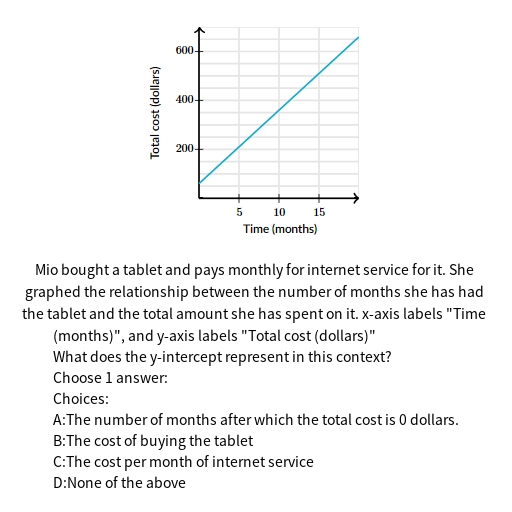 600
400
200
Total cost (dollars)
5 10 15
Time (months)
Mio bought a tablet and pays monthly for internet service for it. She
graphed the relationship between the number of months she has had
the tablet and the total amount she has spent on it. x-axis labels "Time
(months)", and y-axis labels "Total cost (dollars)"
What does the y-intercept represent in this context?
Choose 1 answer:
Choices:
A:The number of months after which the total cost is 0 dollars.
B:The cost of buying the tablet
C:The cost per month of internet service
D:None of the above